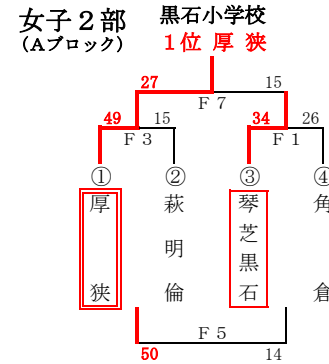 女子２部 黒石小学校
（Aブロック） １位 厚 狭
27 15
Ｆ７
49 15 34 26
Ｆ３ Ｆ１
① ② ③ ④
厚狭 萩明倫 琴芝黒石 角倉
Ｆ５
50 14